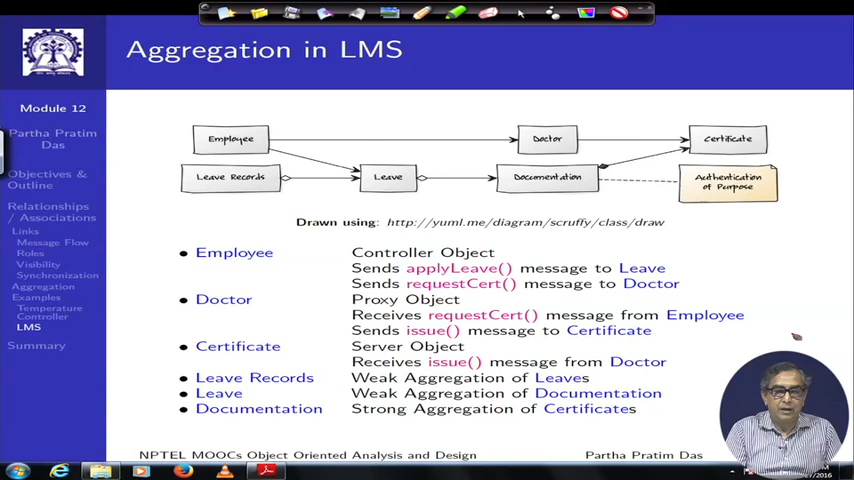 Aggregation in LMS
Module 12
Partha Pratim
Das
Objectives &
Outline
Relationships
/ Associations
Links
Message Flow
Roles
Visibility
Synchronization
Aggregation
Examples
Temperature
Controller
LMS
Summary
Employee
Doctor
Certificate
Leave Records
Leave
Documentation
Authentication
of Purpose
Drawn using: http://yuml.me/diagram/scruffy/class/draw
• Employee Controller Object
Sends applyLeave() message to Leave
Sends requestCert() message to Doctor
• Doctor Proxy Object
Receives requestCert() message from Employee
Sends issue() message to Certificate
• Certificate Server Object
Receives issue() message from Doctor
• Leave Records Weak Aggregation of Leaves
• Leave Weak Aggregation of Documentation
• Documentation Strong Aggregation of Certificates
NPTEL MOOCs Object Oriented Analysis and Design Partha Pratim Das